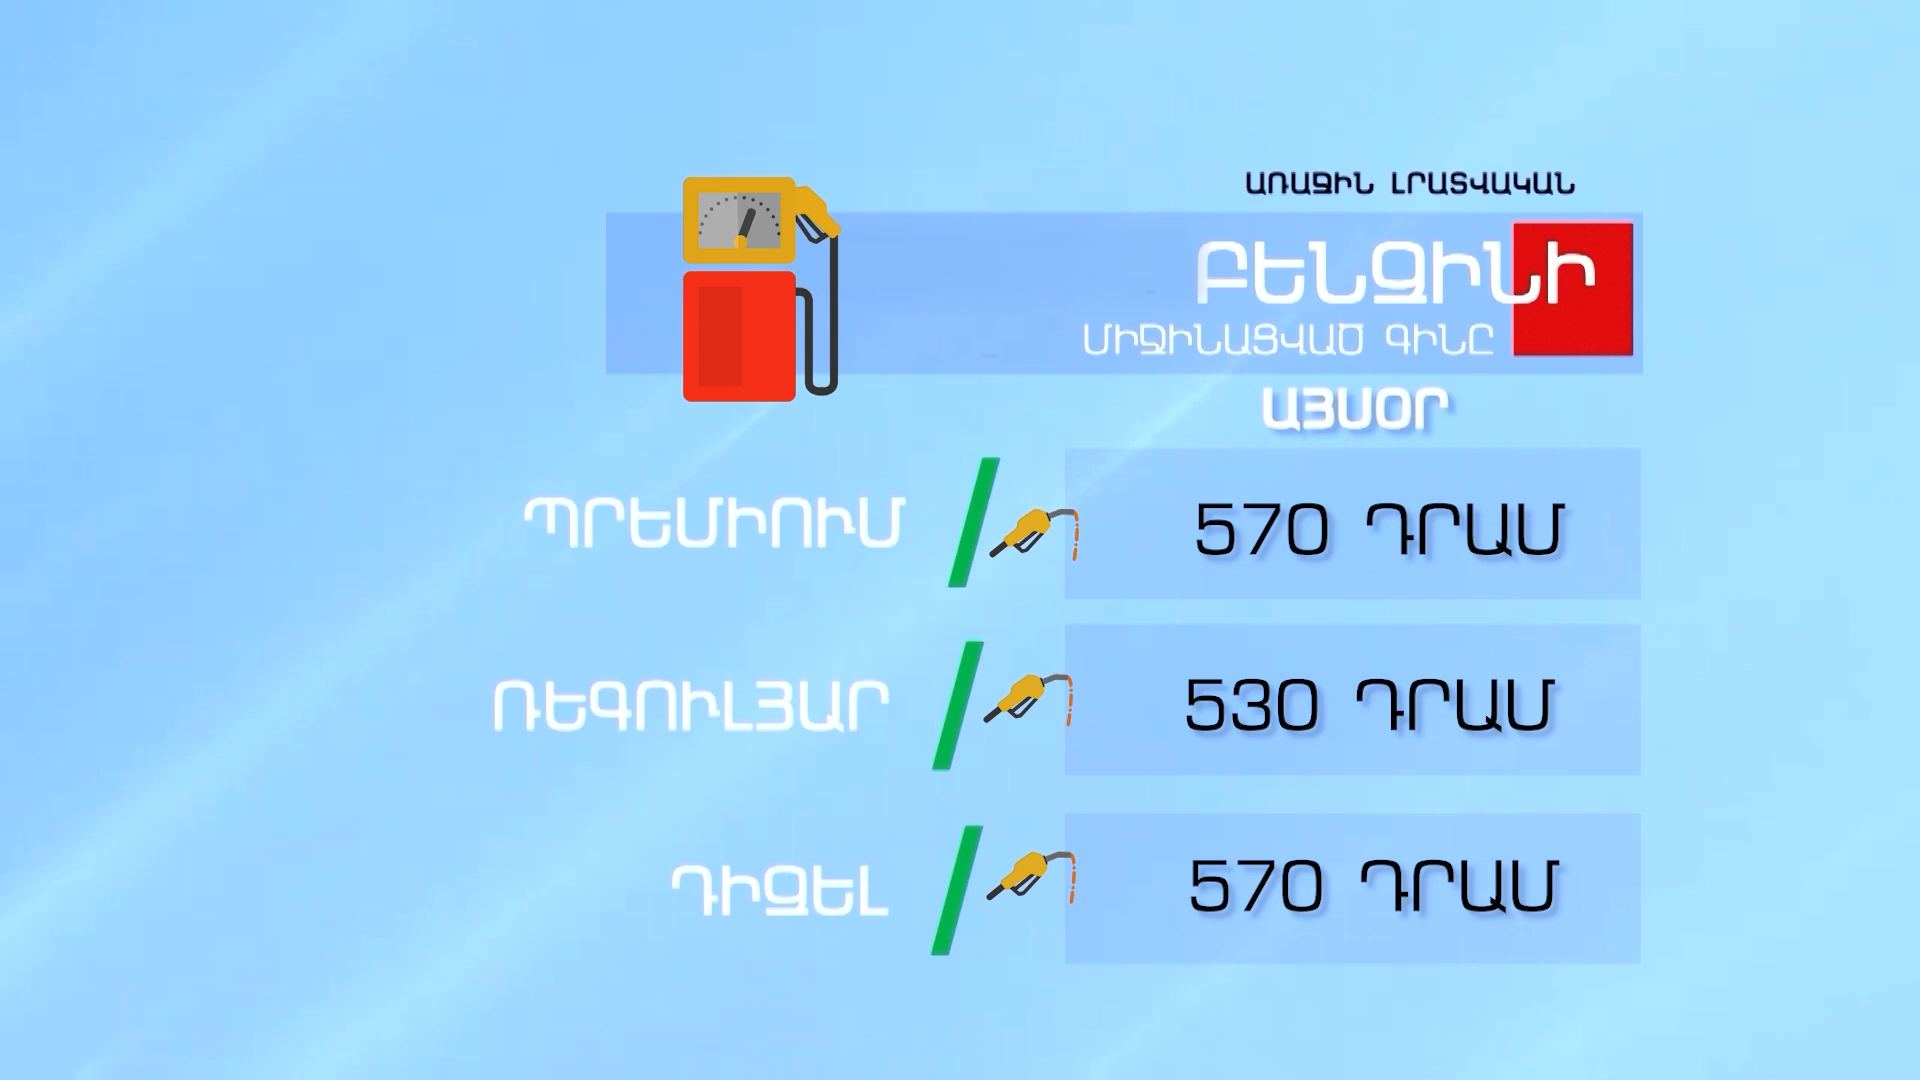 ԱՌԱՋԻՆ ԼՐԱՏՎԱԿԱՆ
ԲԵՆԶԻՆԻ
ՄԻՋԻՆԱՑՎԱԾ ԳԻՆԸ
ԱՅՍՕՐ
ՊՐԵՄԻՈՒՄ 570 ԴՐԱՄ
ՌԵԳՈՒԼՅԱՐ 530 ԴՐԱՄ
ԴԻԶԵԼ 570 ԴՐԱՄ